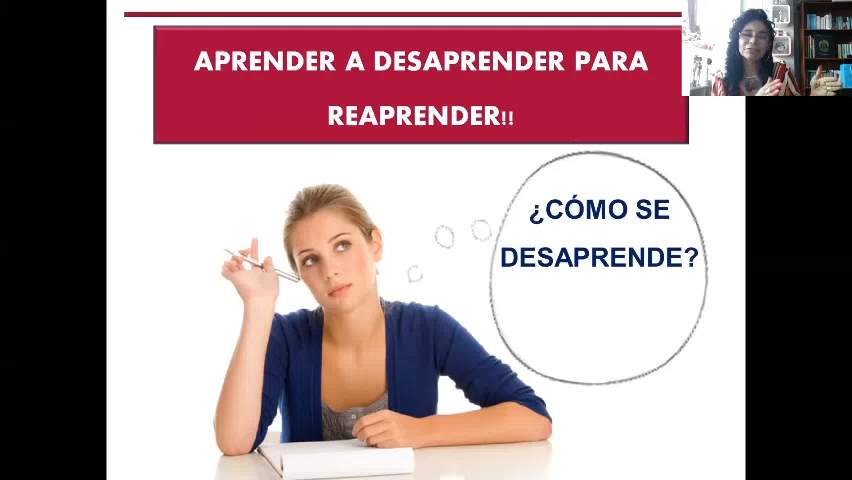 APRENDER A DESAPRENDER PARA
REAPRENDER!!
¿CÓMO SE
DESAPRENDE?